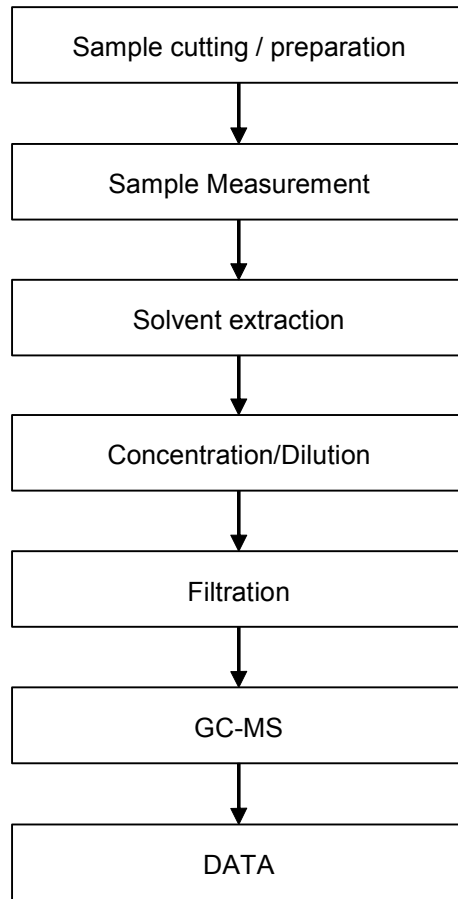 Sample cutting / preparation
Sample Measurement
Solvent extraction
Concentration/Dilution
Filtration
GC-MS
DATA